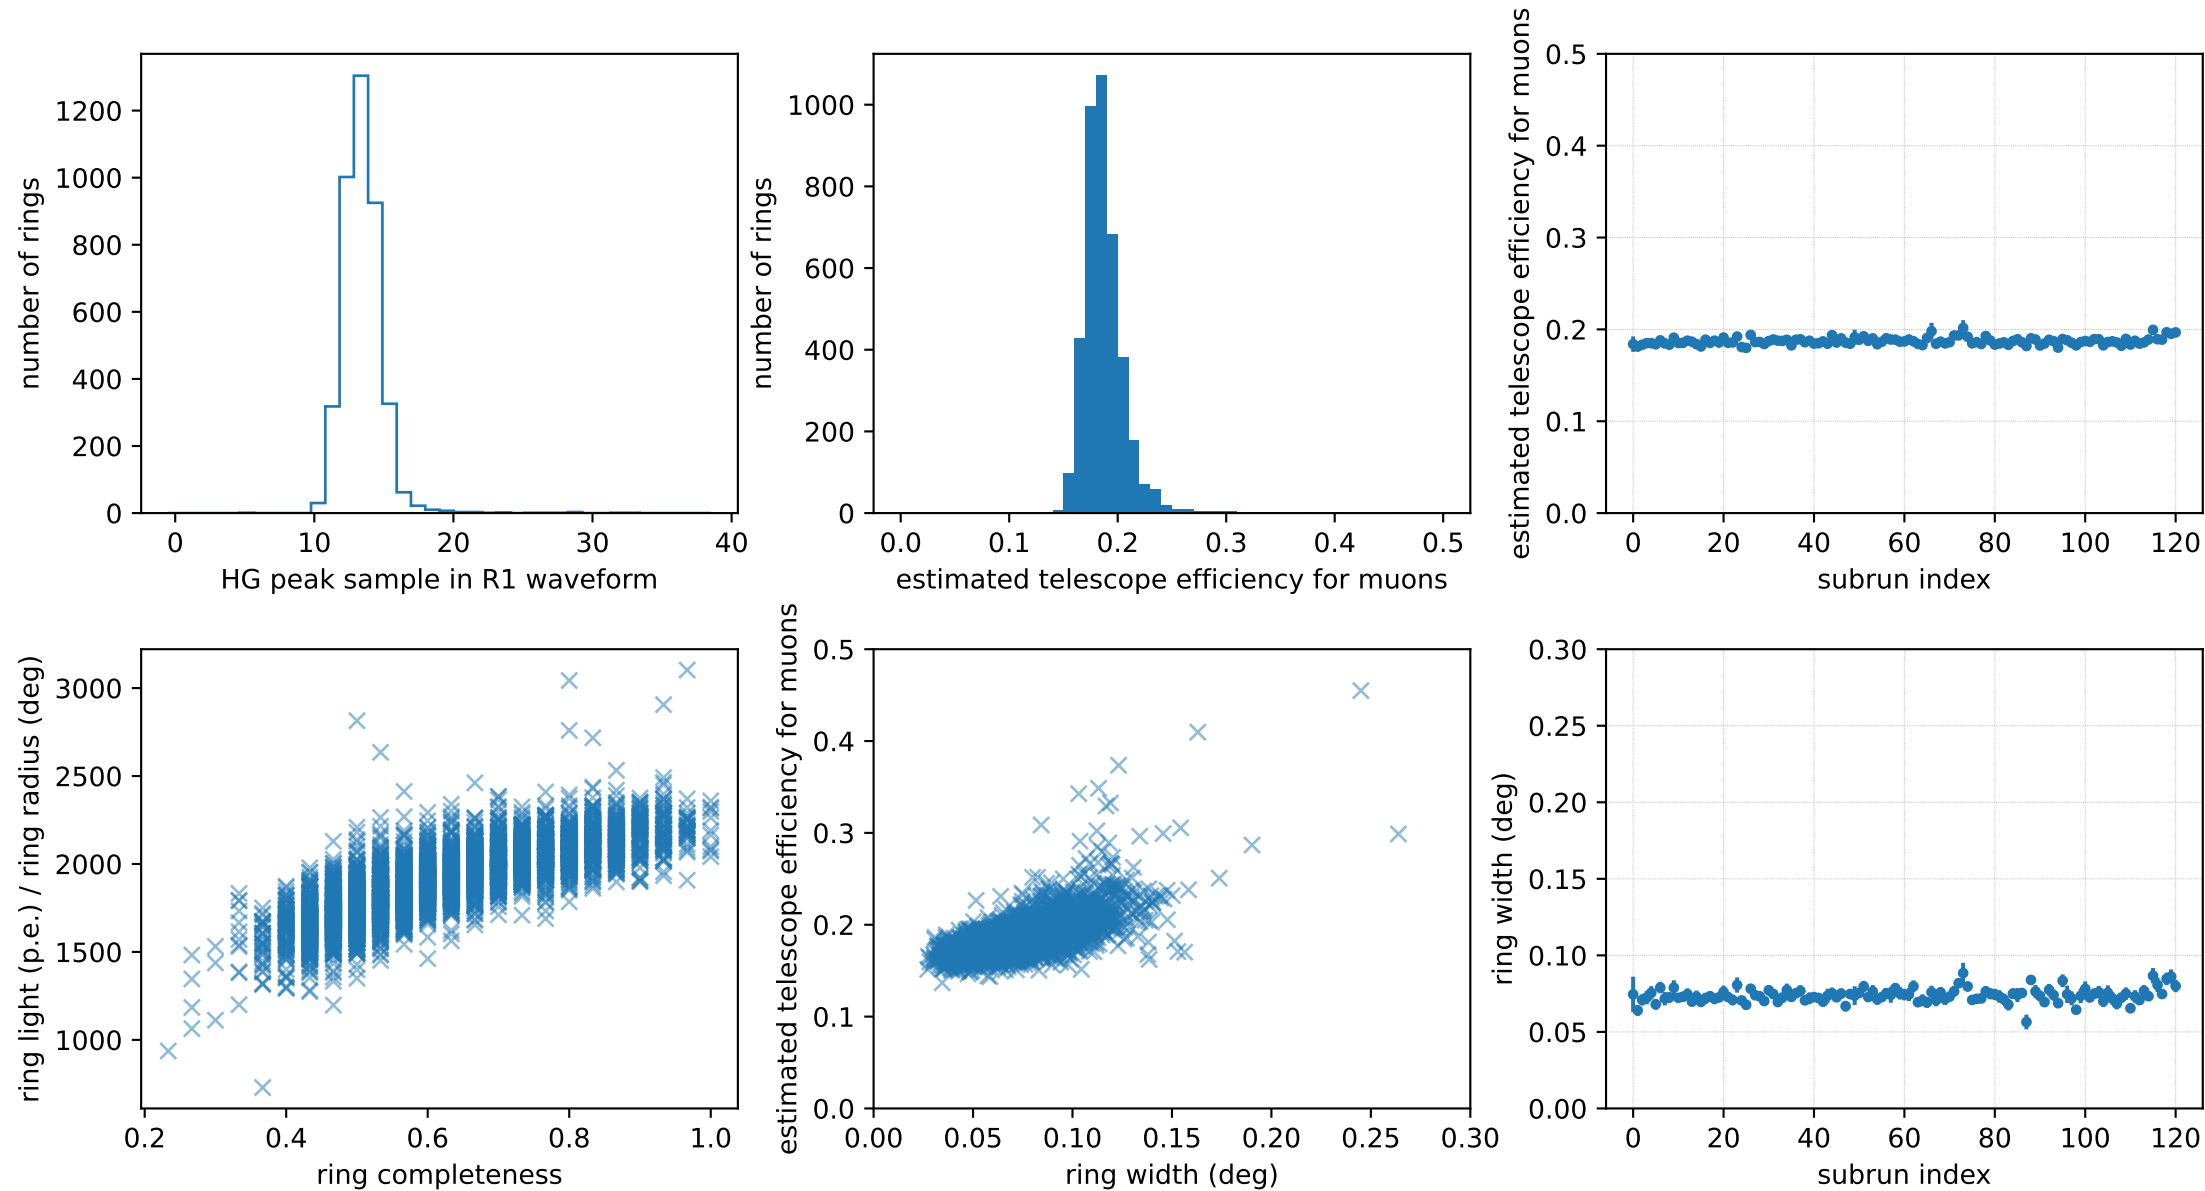 number of rings
1200
1000
800
600
400
200
0
0 10 20 30 40
HG peak sample in R1 waveform
number of rings
1000
800
600
400
200
0
0.0 0.1 0.2 0.3 0.4 0.5
estimated telescope efficiency for muons
estimated telescope efficiency for muons
0.5
0.4
0.3
0.2
0.1
0.0
0 20 40 60 80 100 120
subrun index
ring light (p.e.) / ring radius (deg)
3000
2500
2000
1500
1000
0.2 0.4 0.6 0.8 1.0
ring completeness
estimated telescope efficiency for muons
0.5
0.4
0.3
0.2
0.1
0.0
0.00 0.05 0.10 0.15 0.20 0.25 0.30
ring width (deg)
ring width (deg)
0.30
0.25
0.20
0.15
0.10
0.05
0.00
0 20 40 60 80 100 120
subrun index